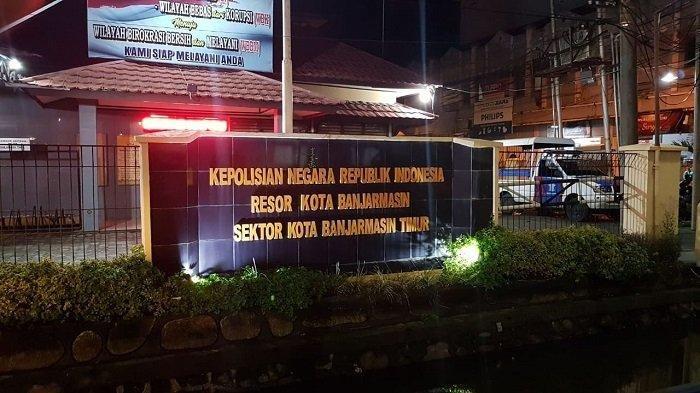 WILAYAH BEBAS dari KORUPSI WBK
Menuju
WILAYAH BIROKRASI BERSIH dan MELAYANI WBBM
KAMI SIAP MELAYANI ANDA
PHILIPS
KEPOLISIAN NEGARA REPUBLIK INDONESIA
RESOR KOTA BANJARMASIN
SEKTOR KOTA BANJARMASIN TIMUR